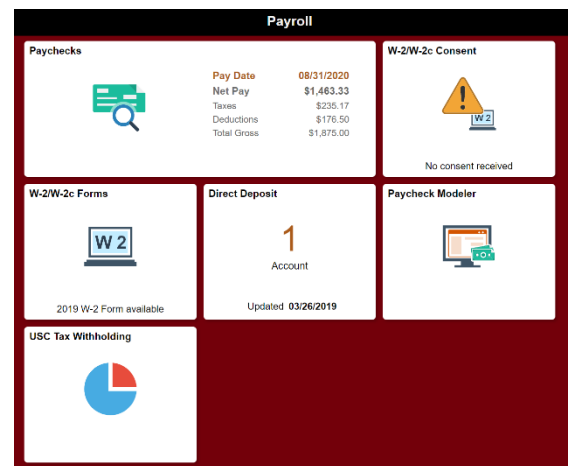 Payroll
Paychecks
Pay Date 08/31/2020
Net Pay $1,463.33
Taxes $235.17
Deductions $176.50
Total Gross $1,875.00
W-2/W-2c Consent
W 2
No consent received
W-2/W-2c Forms
W 2
2019 W-2 Form available
Direct Deposit
1
Account
Updated 03/26/2019
Paycheck Modeler
USC Tax Withholding